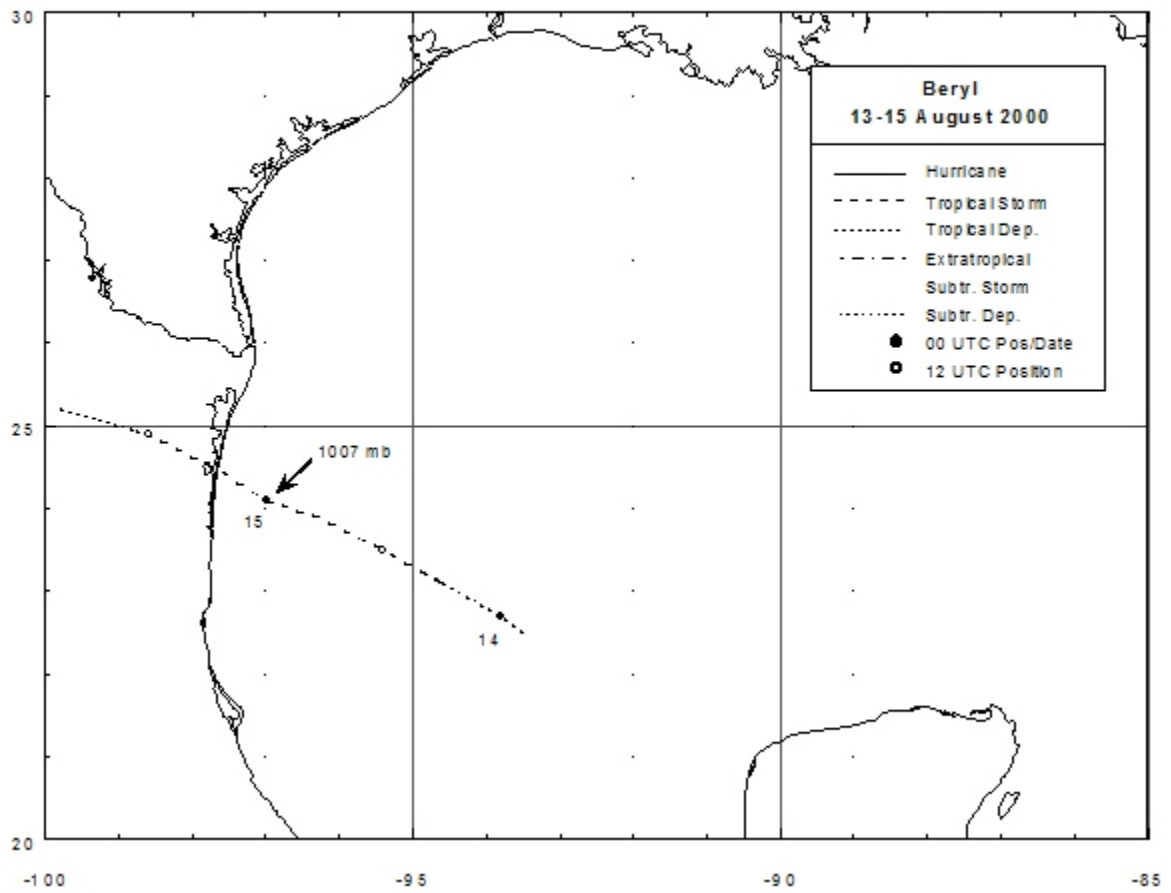 30
Beryl
13-15 August 2000
Hurricane
Tropical Storm
Tropical Dep.
Extratropical
Subtr. Storm
Subtr. Dep.
00 UTC Pos/Date
12 UTC Position
25
1007 mb
15
14
20
-100
-95
-90
-85